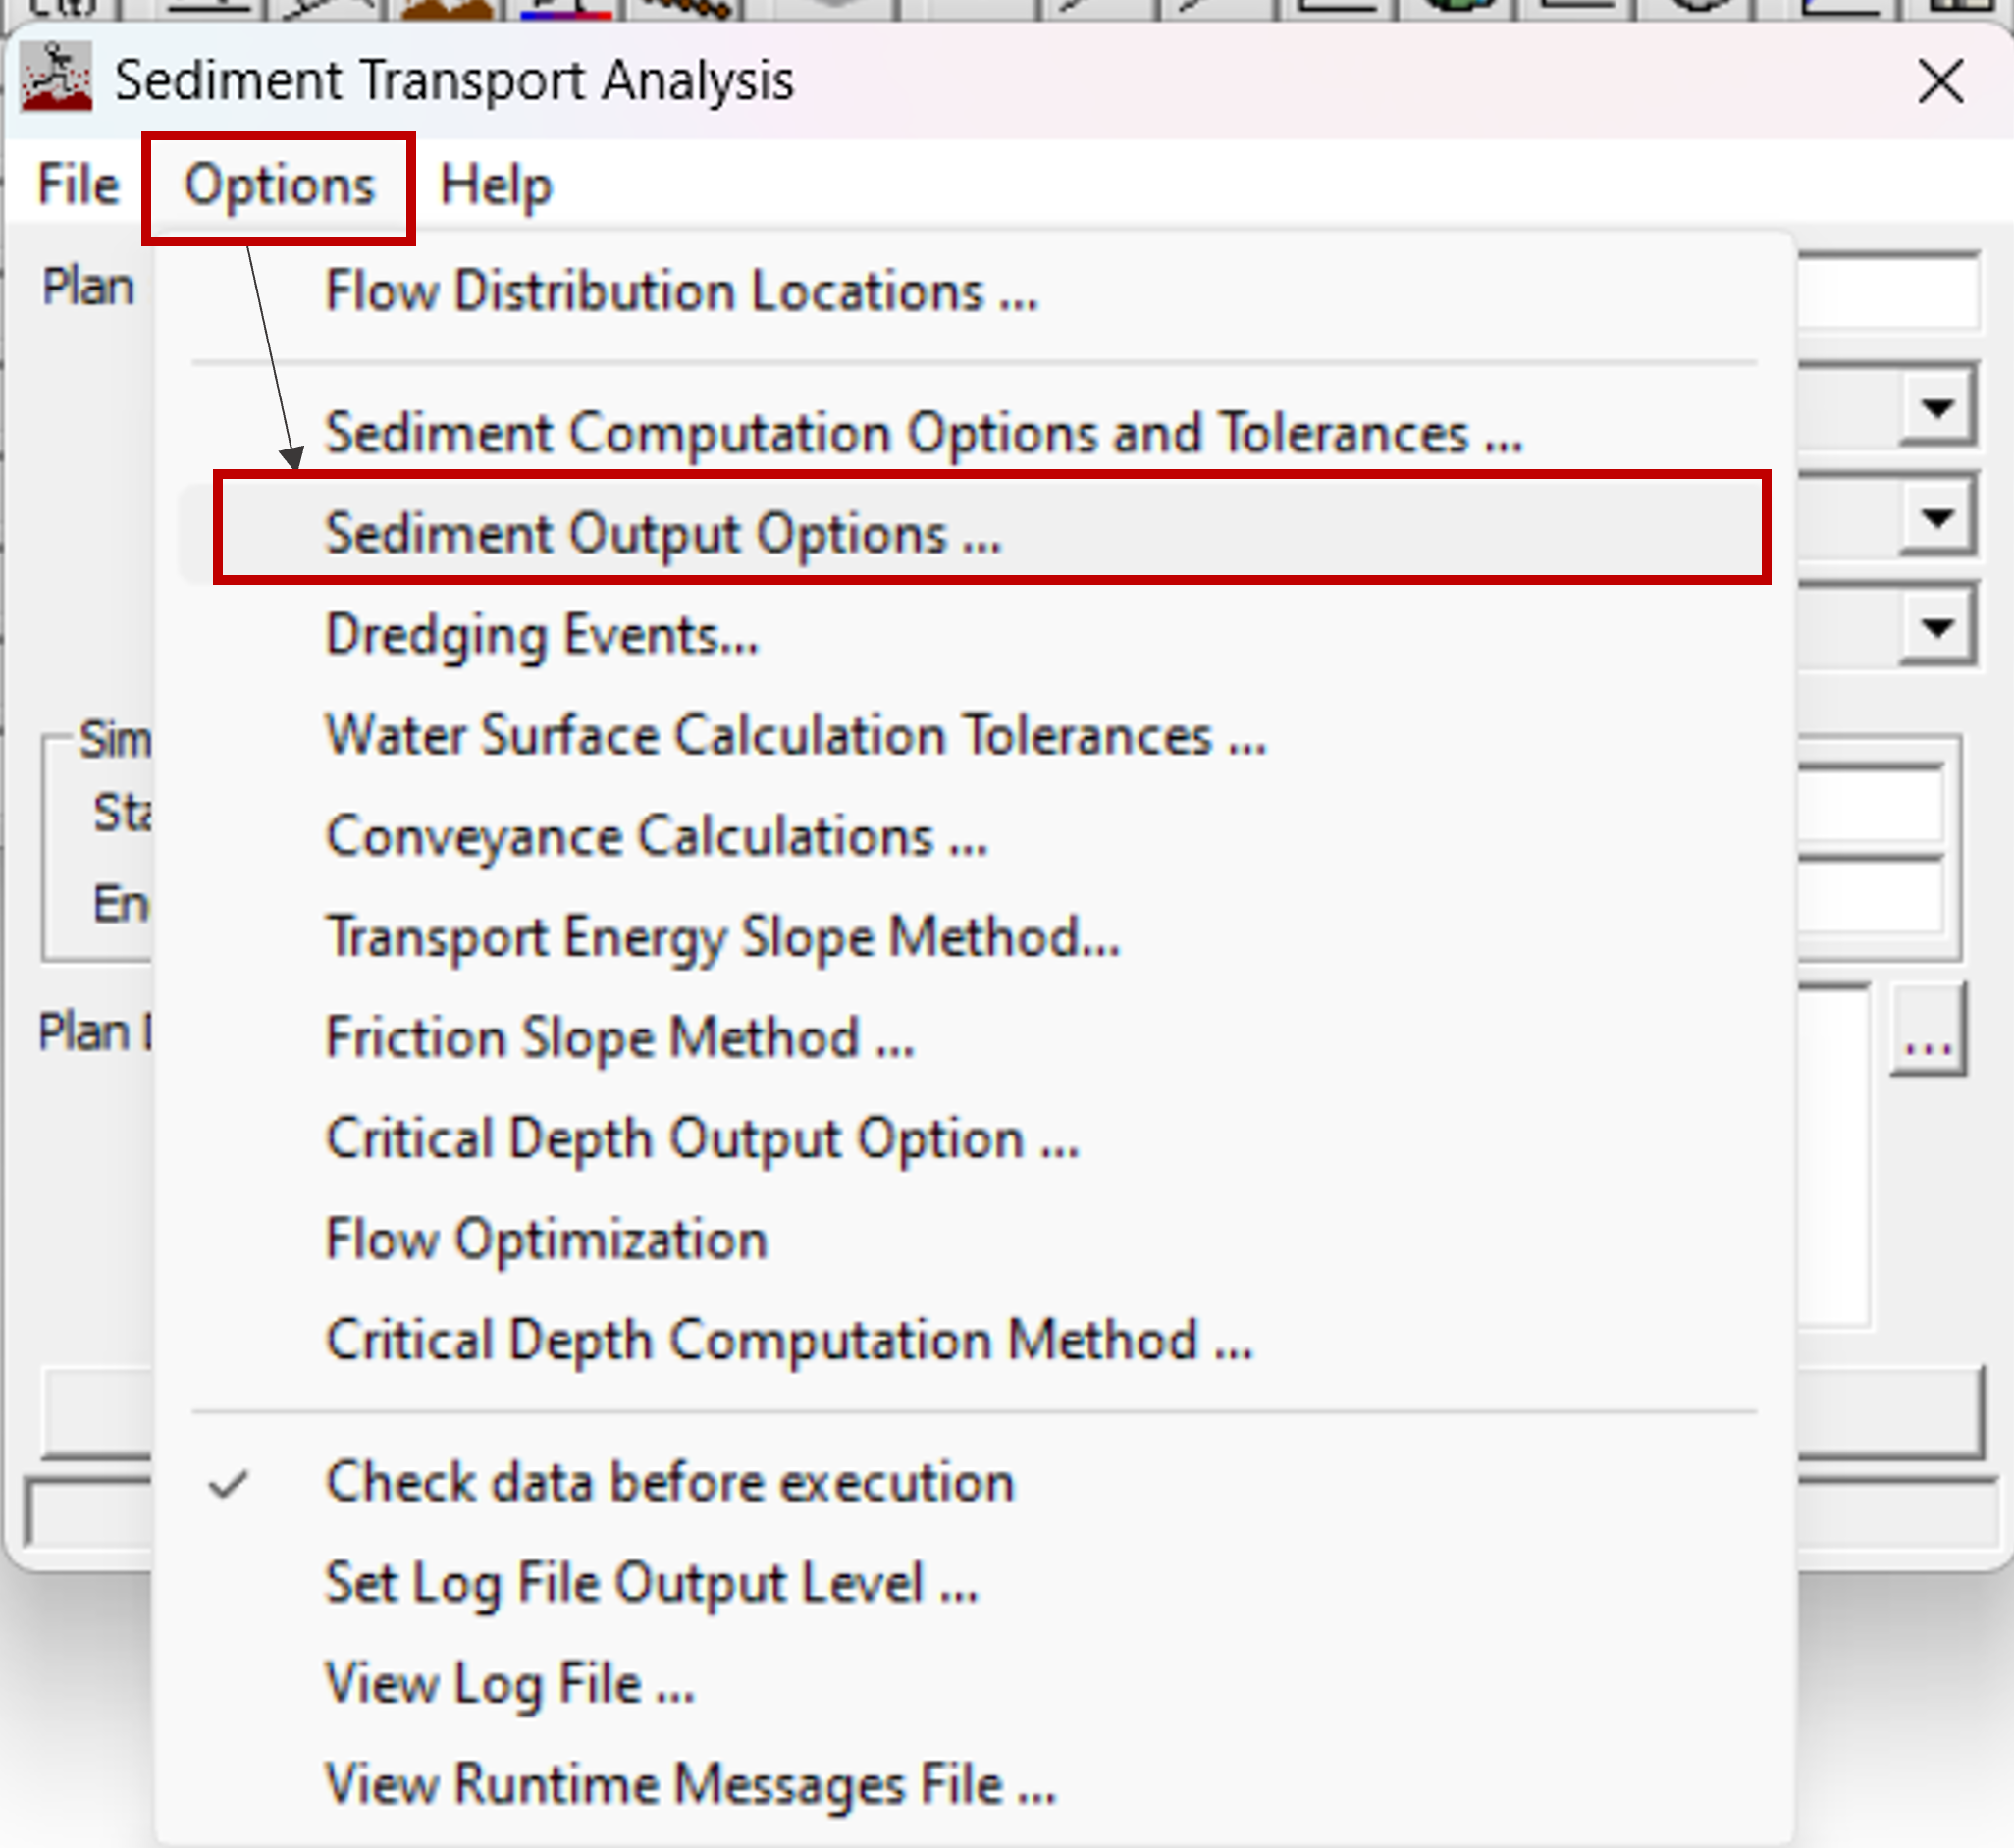 Sediment Transport Analysis
File Options Help
Plan
Flow Distribution Locations ...
Sediment Computation Options and Tolerances ...
Sediment Output Options ...
Dredging Events...
Water Surface Calculation Tolerances ...
Sim
Conveyance Calculations ...
Sta
En
Transport Energy Slope Method...
Plan
Friction Slope Method ...
...
Critical Depth Output Option ...
Flow Optimization
Critical Depth Computation Method ...
Check data before execution
Set Log File Output Level ...
View Log File ...
View Runtime Messages File ...